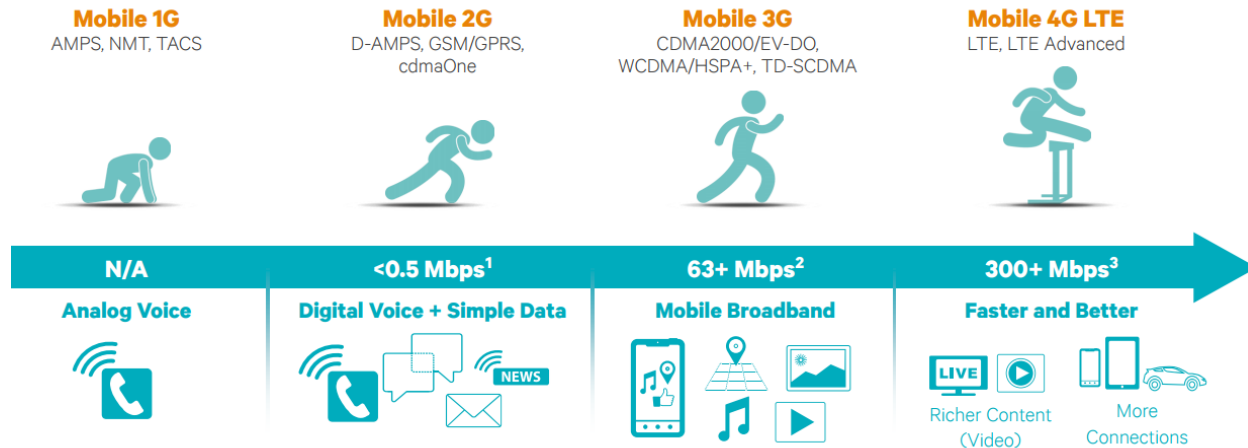 Mobile 1G
AMPS, NMT, TACS
Mobile 2G
D-AMPS, GSM/GPRS,
cdmaOne
Mobile 3G
CDMA2000/EV-DO,
WCDMA/HSPA+, TD-SCDMA
Mobile 4G LTE
LTE, LTE Advanced
N/A
<0.5 Mbps¹
63+ Mbps²
300+ Mbps³
Analog Voice
Digital Voice + Simple Data
NEWS
Mobile Broadband
Faster and Better
LIVE
Richer Content
(Video)
More
Connections